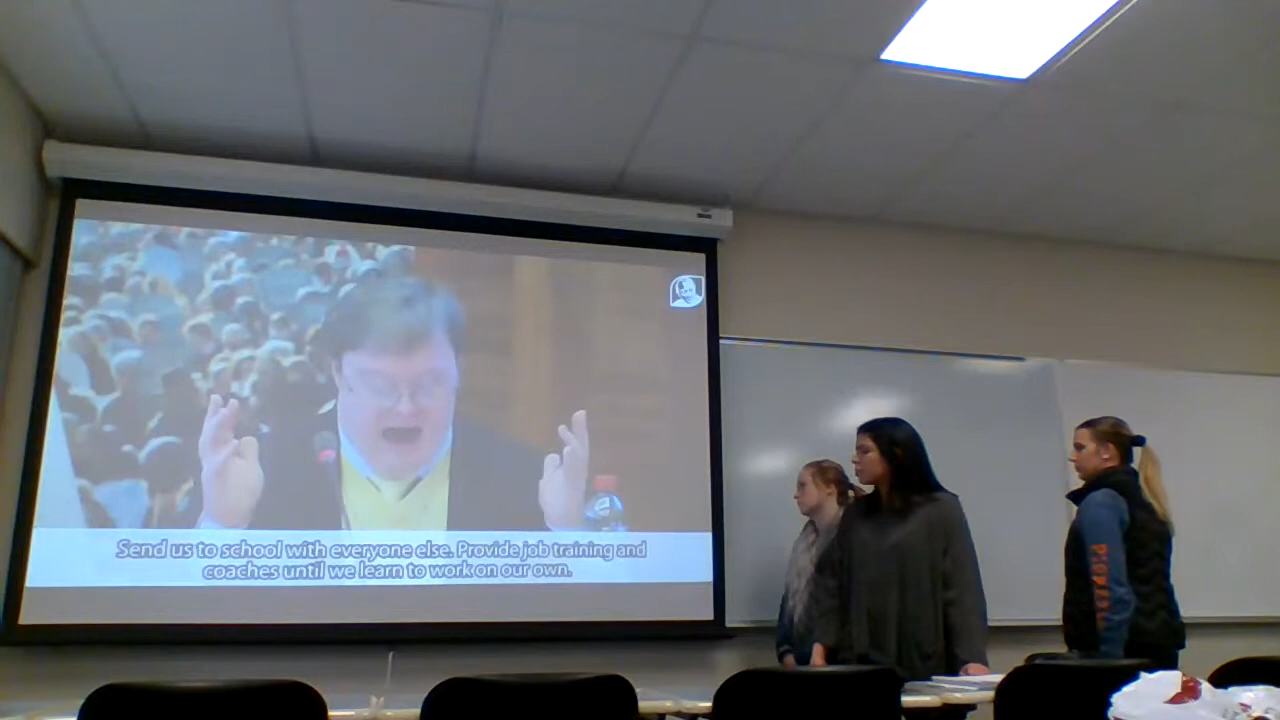 Send us to school with everyone else. Provide job training and
coaches until we learn to work on our own.
PIONEERS